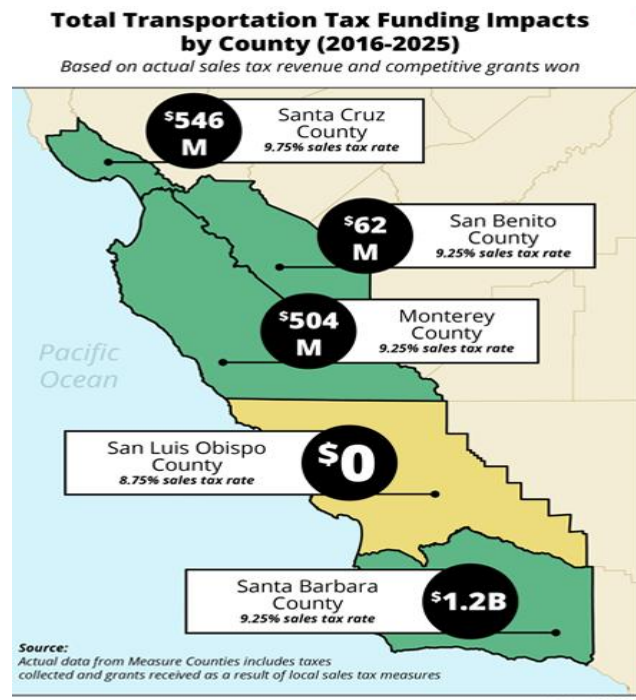 Total Transportation Tax Funding Impacts
by County (2016-2025)
Based on actual sales tax revenue and competitive grants won
$546
M
Santa Cruz
County
9.75% sales tax rate
$62
M
San Benito
County
9.25% sales tax rate
$504
M
Monterey
County
9.25% sales tax rate
Pacific
Ocean
San Luis Obispo
County
8.75% sales tax rate
$0
Santa Barbara
County
9.25% sales tax rate
$1.2B
Source:
Actual data from Measure Counties includes taxes
collected and grants received as a result of local sales tax measures